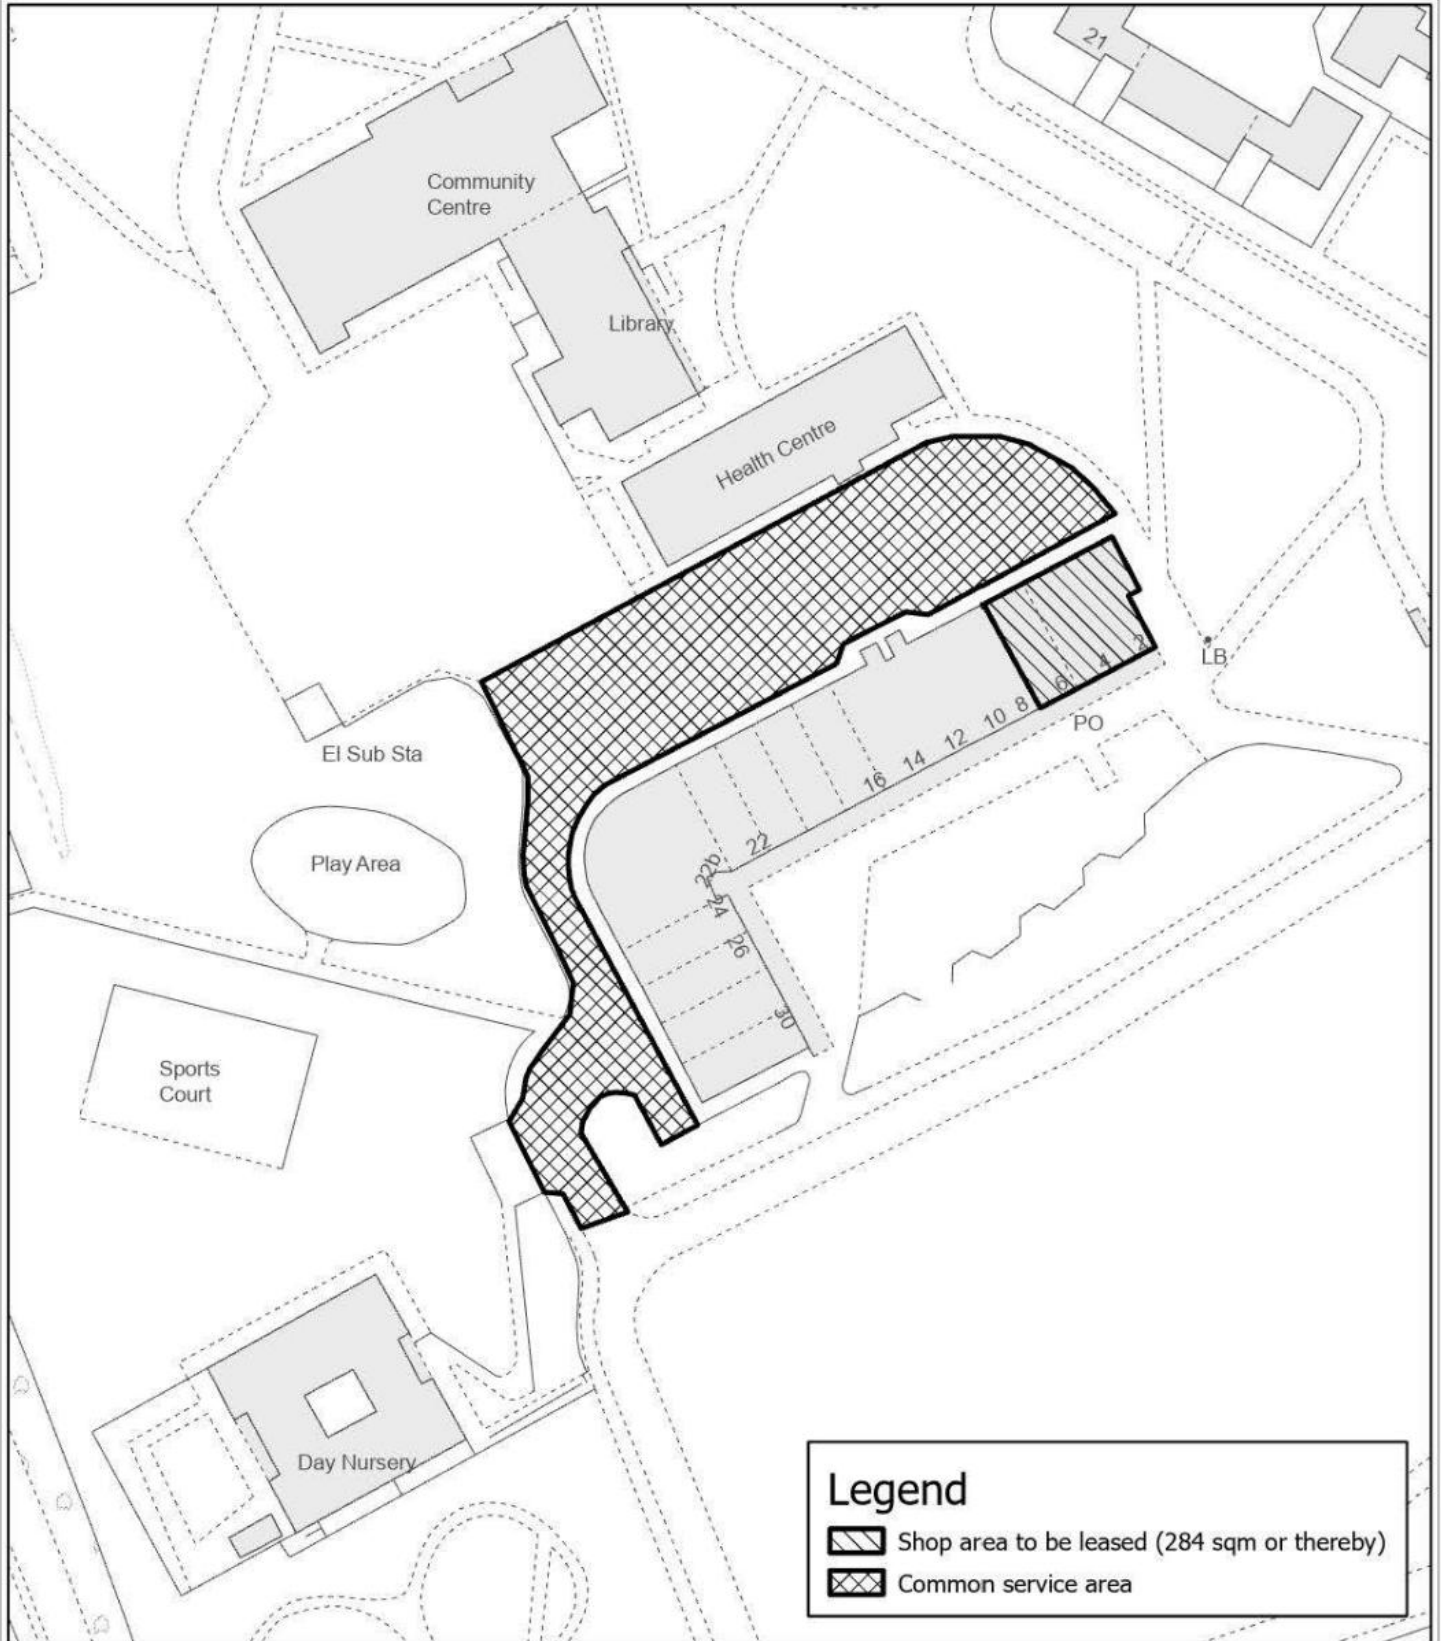 21
Community
Centre
Library
Health Centre
2
4
6
8
10
12
14
16
22
22b
24
26
30
LB
PO
El Sub Sta
Play Area
Sports
Court
Day Nursery
Legend
Shop area to be leased (284 sqm or thereby)
Common service area